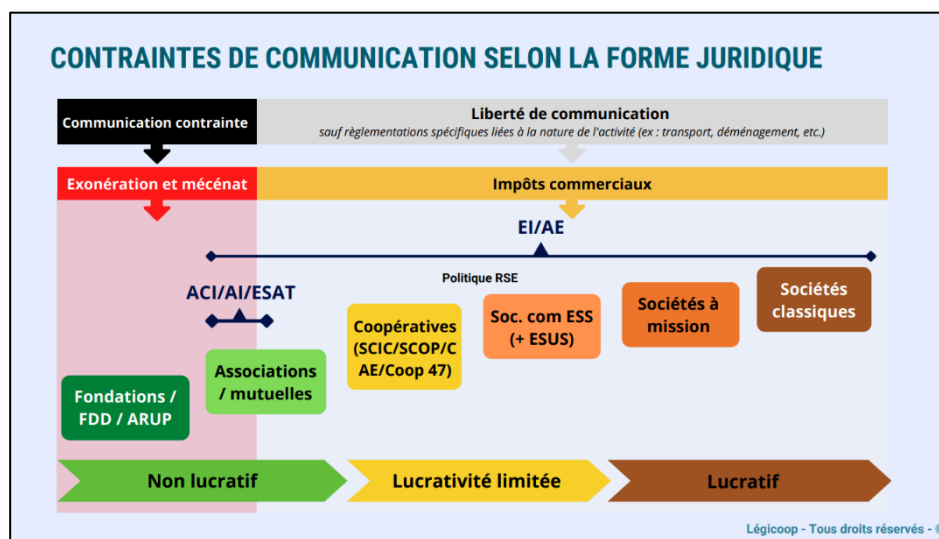 CONTRAINTES DE COMMUNICATION SELON LA FORME JURIDIQUE
Communication contrainte
Liberté de communication
sauf règlementations spécifiques liées à la nature de l'activité (ex : transport, déménagement, etc.)
Exonération et mécénat
Impôts commerciaux
EI/AE
Politique RSE
ACI/AI/ESAT
Fondations /
FDD / ARUP
Associations
/ mutuelles
Coopératives
(SCIC/SCOP/C
AE/Coop 47)
Soc. com ESS
(+ ESUS)
Sociétés à
mission
Sociétés
classiques
Non lucratif
Lucrativité limitée
Lucratif
Légicoop - Tous droits réservés - ©